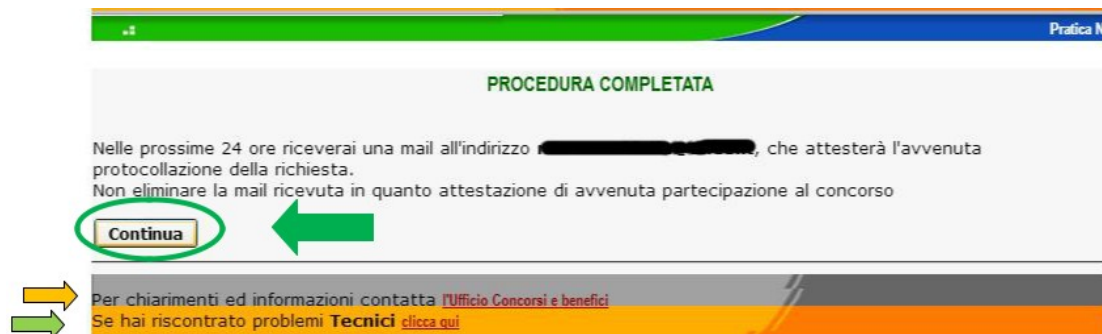 Pratica N
PROCEDURA COMPLETATA
Nelle prossime 24 ore riceverai una mail all'indirizzo , che attesterà l'avvenuta
protocollazione della richiesta.
Non eliminare la mail ricevuta in quanto attestazione di avvenuta partecipazione al concorso
Continua
Per chiarimenti ed informazioni contatta l'Ufficio Concorsi e benefici
Se hai riscontrato problemi Tecnici clicca qui